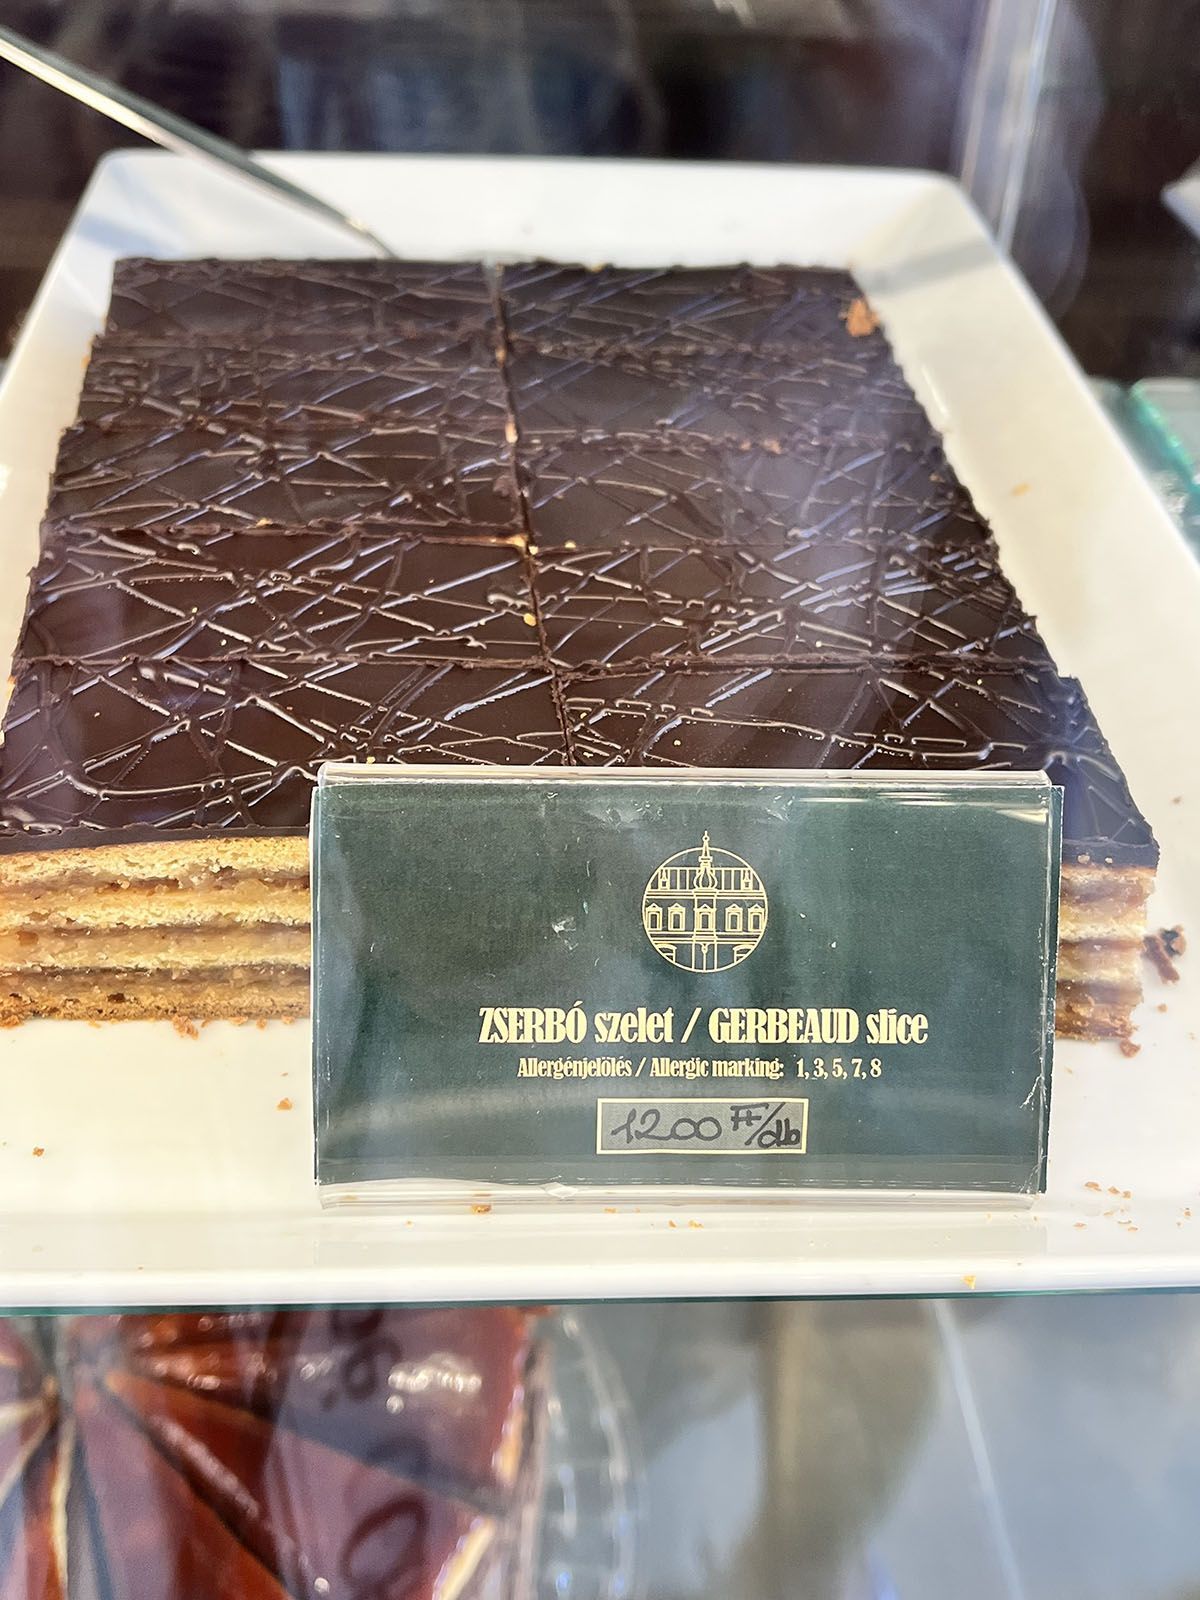 ZSERBÓ szelet / GERBEAUD slice
Allergénjelölés / Allergic marking: 1, 3, 5, 7, 8
1200 Ft/db